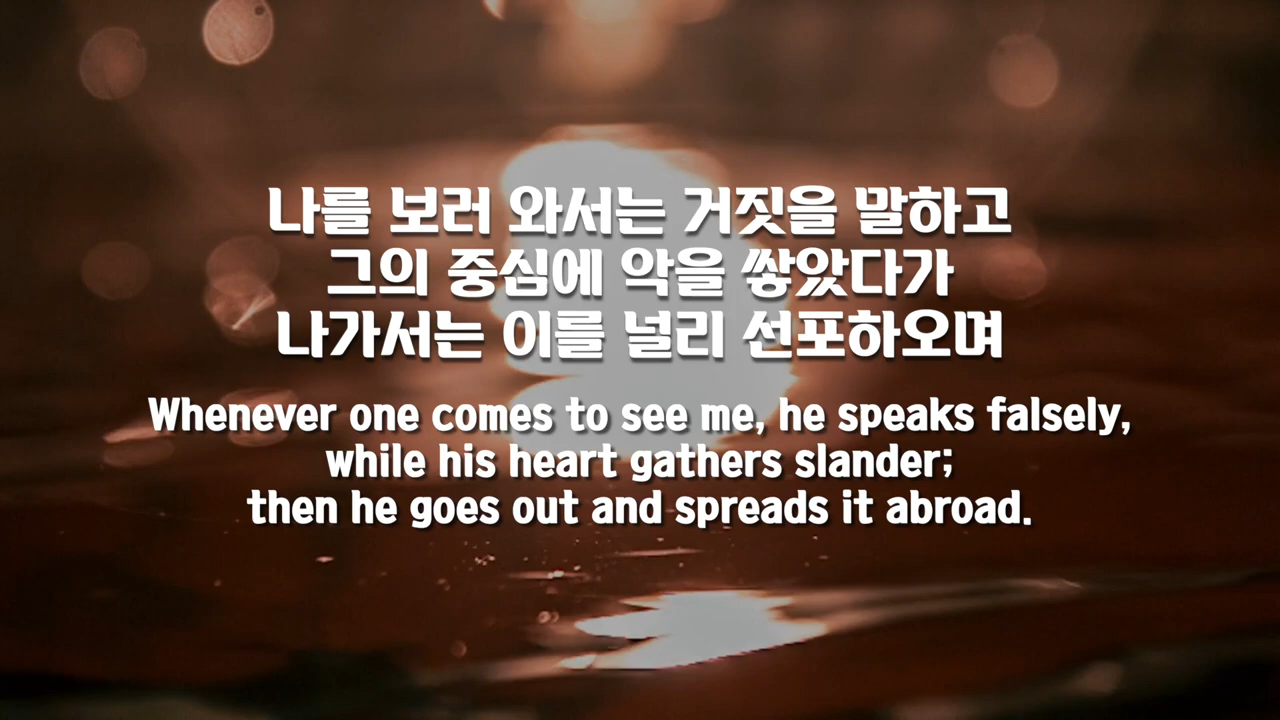 나를 보러 와서는 거짓을 말하고
그의 중심에 악을 쌓았다가
나가서는 이를 널리 선포하오며
Whenever one comes to see me, he speaks falsely,
while his heart gathers slander;
then he goes out and spreads it abroad.